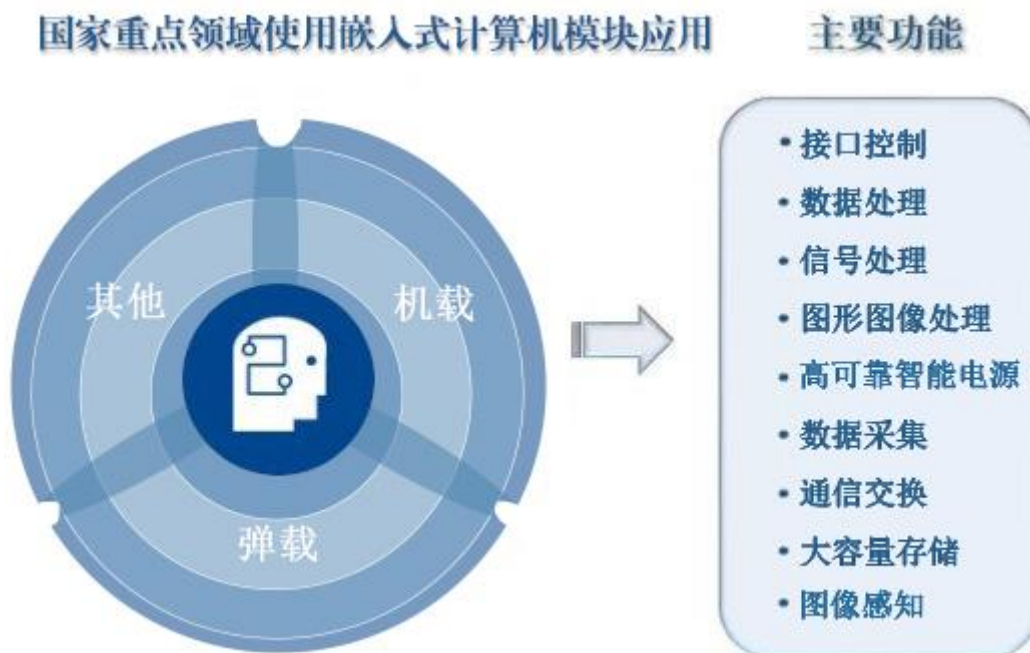 国家重点领域使用嵌入式计算机模块应用
主要功能
其他
机载
弹载
• 接口控制
• 数据处理
• 信号处理
• 图形图像处理
• 高可靠智能电源
• 数据采集
• 通信交换
• 大容量存储
• 图像感知